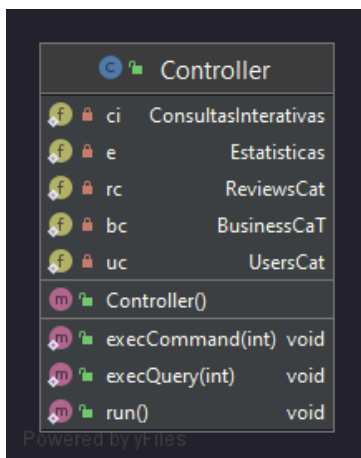 Controller
ci ConsultasInterativas
e Estatisticas
rc ReviewsCat
bc BusinessCaT
uc UsersCat
Controller()
execCommand(int) void
execQuery(int) void
run() void
Powered by yFiles